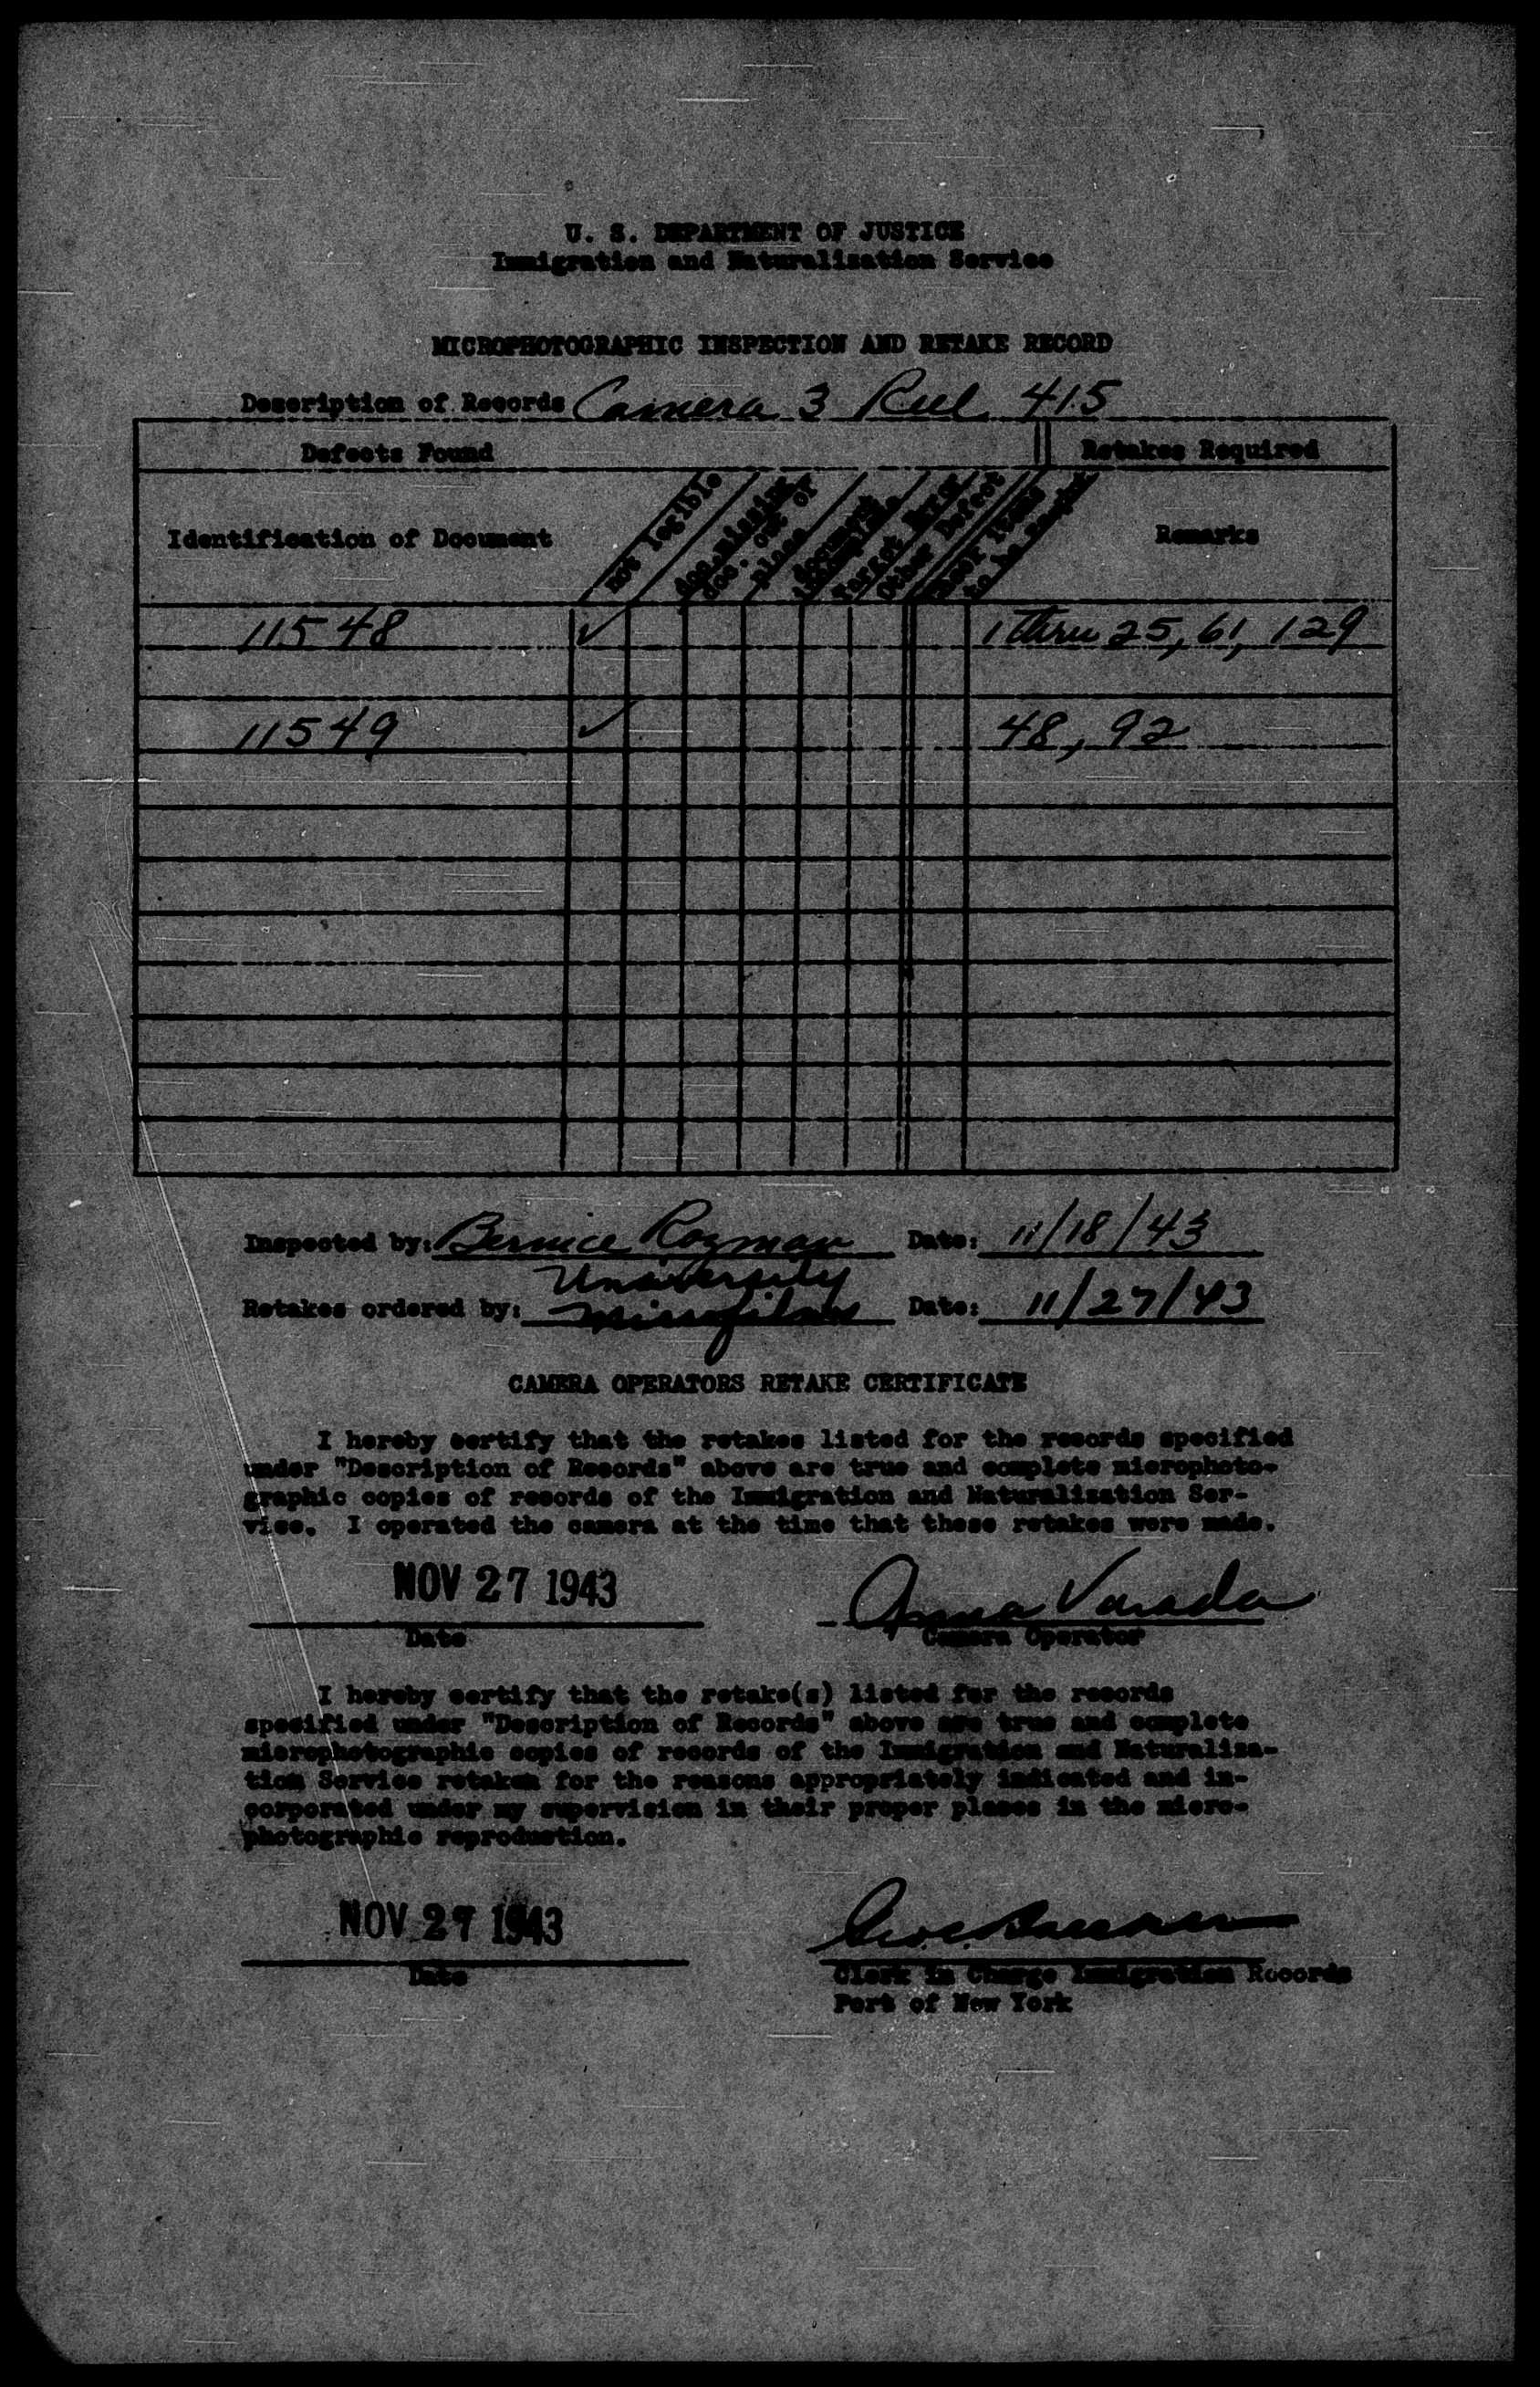 U. S. DEPARTMENT OF JUSTICE
Immigration and Naturalization Service
MICROPHOTOGRAPHIC INSPECTION AND RETAKE RECORD
Description of Records Camera 3 Reel 415
Defects Found Retakes Required
Identification of Document Not legible Remarks
11548 ✓ 1 thru 25, 61, 129
11549 ✓ 48, 92
Inspected by: Bernice Rozman Date: 11/18/43
University
Retakes ordered by: Microfilms Date: 11/27/43
CAMERA OPERATORS RETAKE CERTIFICATE
I hereby certify that the retakes listed for the records specified
under "Description of Records" above are true and complete microphoto-
graphic copies of records of the Immigration and Naturalization Ser-
vice. I operated the camera at the time that these retakes were made.
NOV 27 1943 Anna Varada
Date Camera Operator
I hereby certify that the retake(s) listed for the records
specified under "Description of Records" above are true and complete
microphotographic copies of records of the Immigration and Naturaliza-
tion Service retaken for the reasons appropriately indicated and in-
corporated under my supervision in their proper places in the micro-
photographic reproduction.
NOV 27 1943
Date Clerk in Charge Immigration Records
Port of New York